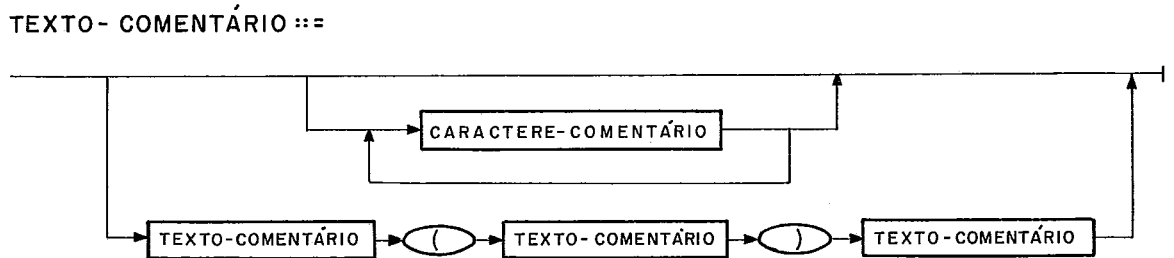 TEXTO- COMENTÁRIO ::=
CARACTERE-COMENTÁRIO
TEXTO-COMENTÁRIO ( TEXTO-COMENTÁRIO ) TEXTO-COMENTÁRIO